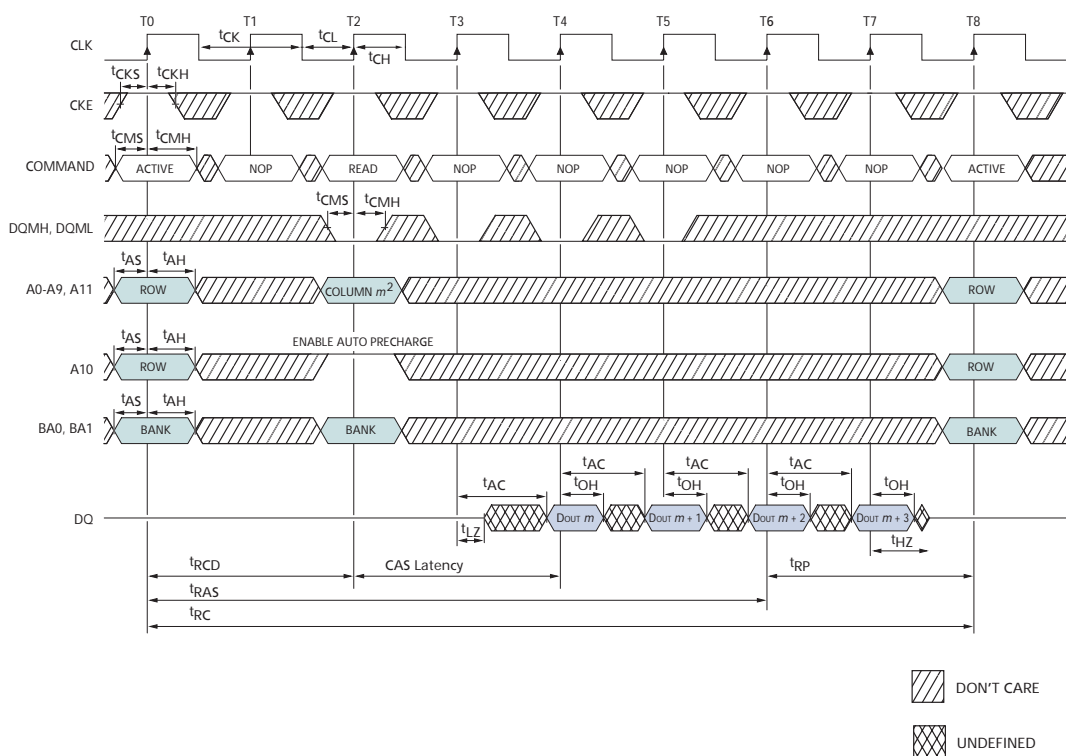 T0 T1 T2 T3 T4 T5 T6 T7 T8
CLK
tCK tCL
tCH
tCKS tCKH
CKE
tCMS tCMH
COMMAND ACTIVE NOP READ NOP NOP NOP NOP NOP ACTIVE
tCMS tCMH
DQMH, DQML
tAS tAH
A0-A9, A11 ROW COLUMN m2 ROW
tAS tAH
ENABLE AUTO PRECHARGE
A10 ROW ROW
tAS tAH
BA0, BA1 BANK BANK BANK
tAC tAC tAC tAC
tOH tOH tOH tOH
DQ DOUT m DOUT m + 1 DOUT m + 2 DOUT m + 3
tLZ tHZ
tRCD CAS Latency tRP
tRAS
tRC
DON'T CARE
UNDEFINED